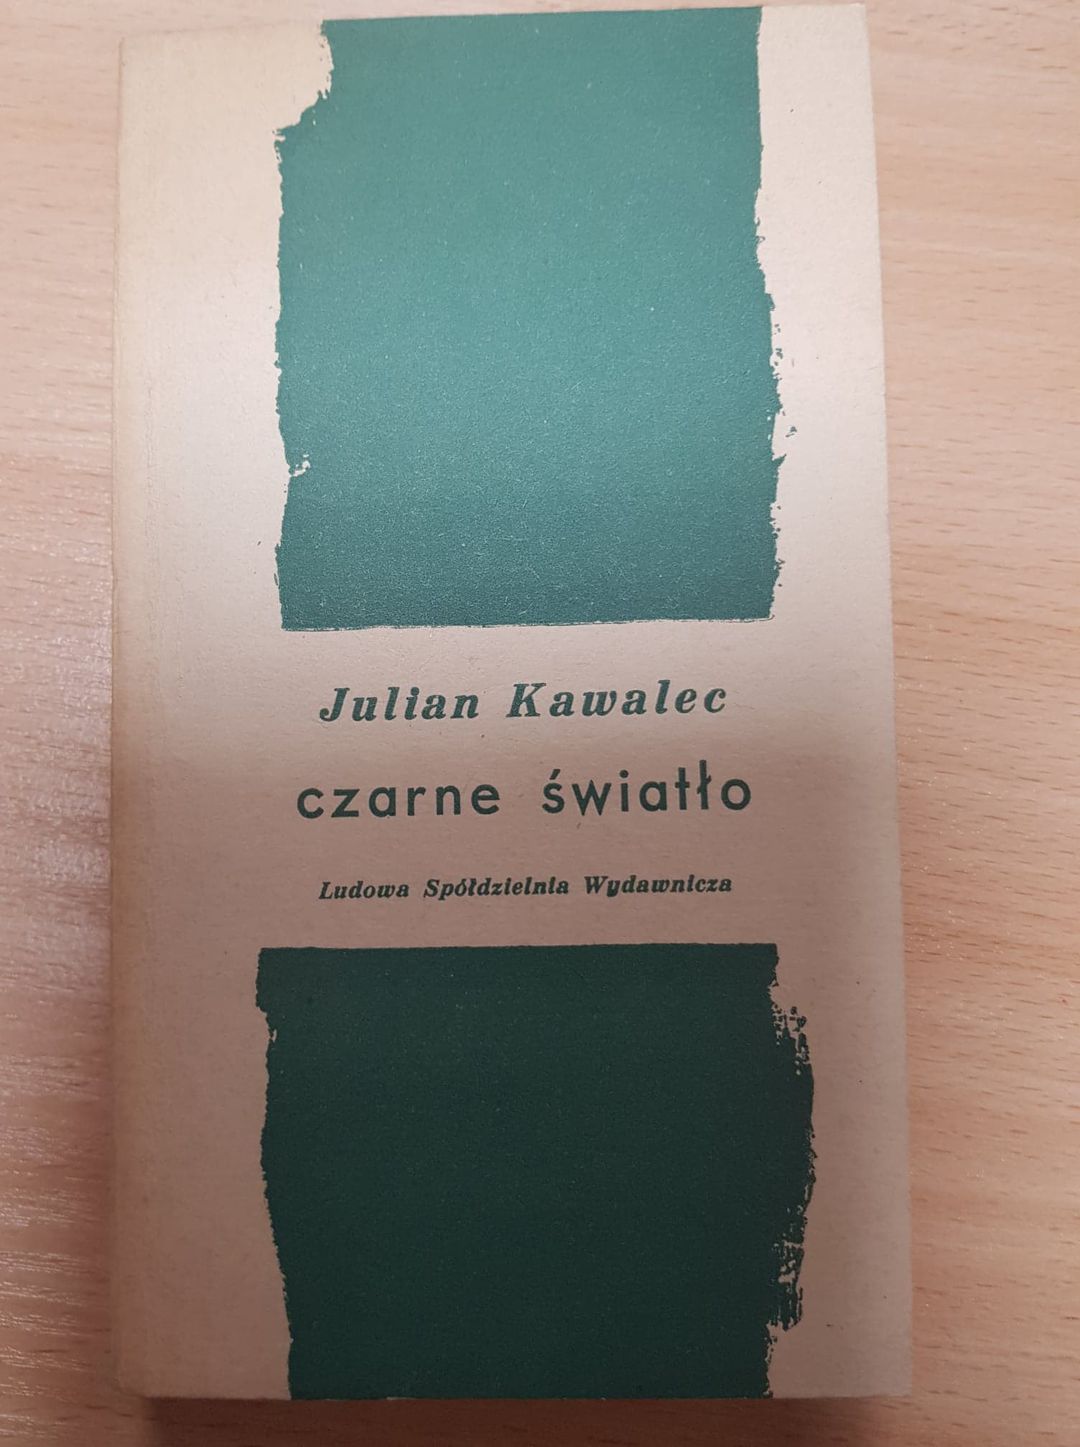 Julian Kawalec
czarne światło
Ludowa Spółdzielnia Wydawnicza